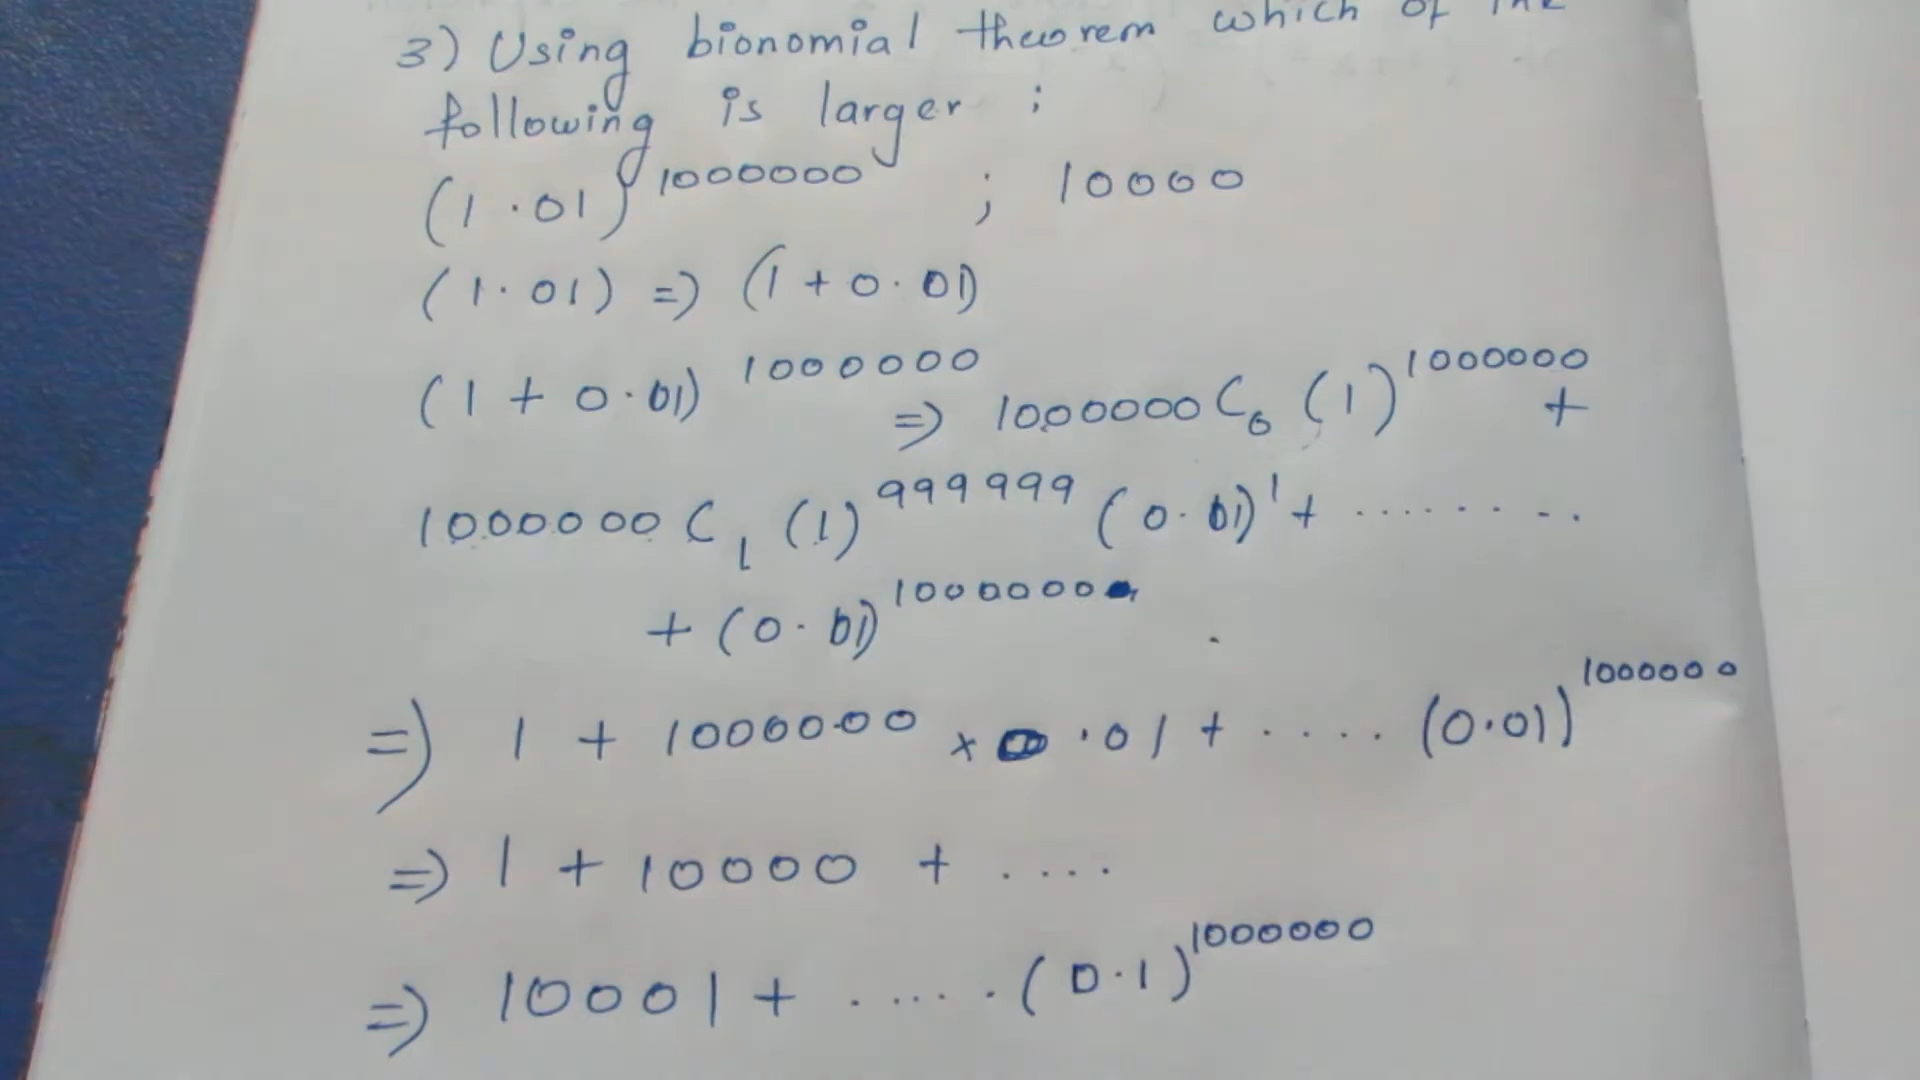 3) Using bionomial theorem which of the
following is larger :
(1.01)^1000000 ; 10000
(1.01) => (1+0.01)
(1+0.01)^1000000 => 1000000C₀ (1)^1000000 +
1000000C₁ (1)^999999 (0.01)^1 + .........
+ (0.01)^1000000
=> 1 + 1000000 x 0.01 + ..... (0.01)^1000000
=> 1 + 10000 + ....
=> 10001 + ..... (0.1)^1000000